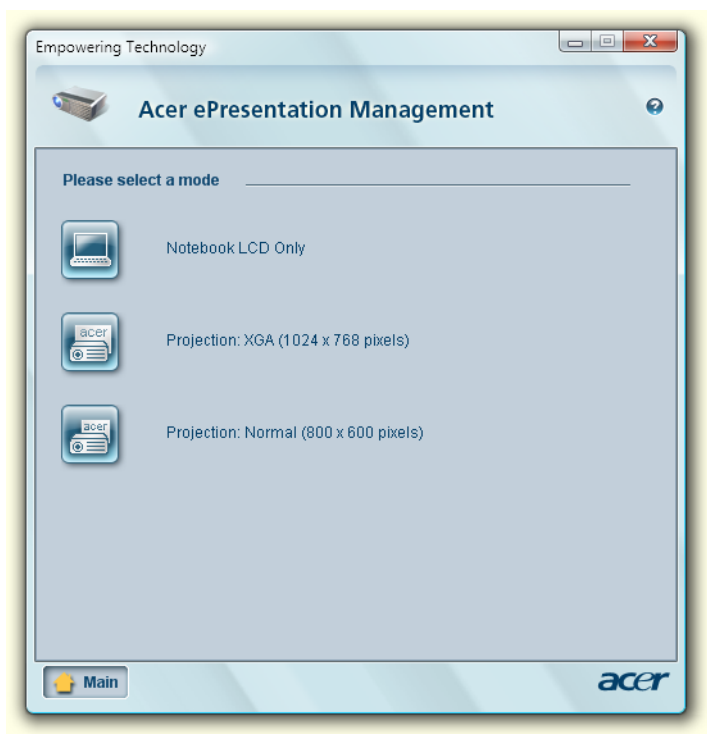 Empowering Technology
Acer ePresentation Management
Please select a mode
Notebook LCD Only
acer
Projection: XGA (1024 x 768 pixels)
acer
Projection: Normal (800 x 600 pixels)
Main
acer